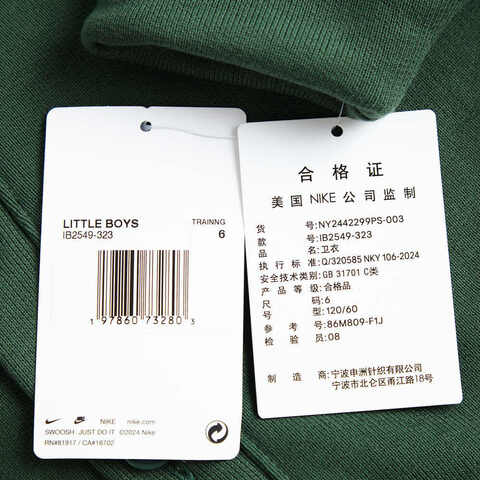 LITTLE BOYS
IB2549-323
TRAINNG
6
1 97860 73280 3
NIKE nike.com
SWOOSH JUST DO IT ©2024 Nike
RN#81917 / CA#16702
合格证
美国 NIKE 公司监制
货 号:NY2442299PS-003
款 号:IB2549-323
品 名:卫衣
执行标准:Q/320585 NKY 106-2024
安全技术类别:GB 31701 C类
产品等级:合格品
尺 码:6
型 号:120/60
参 考 号:86M809-F1J
检 验 员:08
制 造 商:宁波申洲针织有限公司
宁波市北仑区甬江路18号